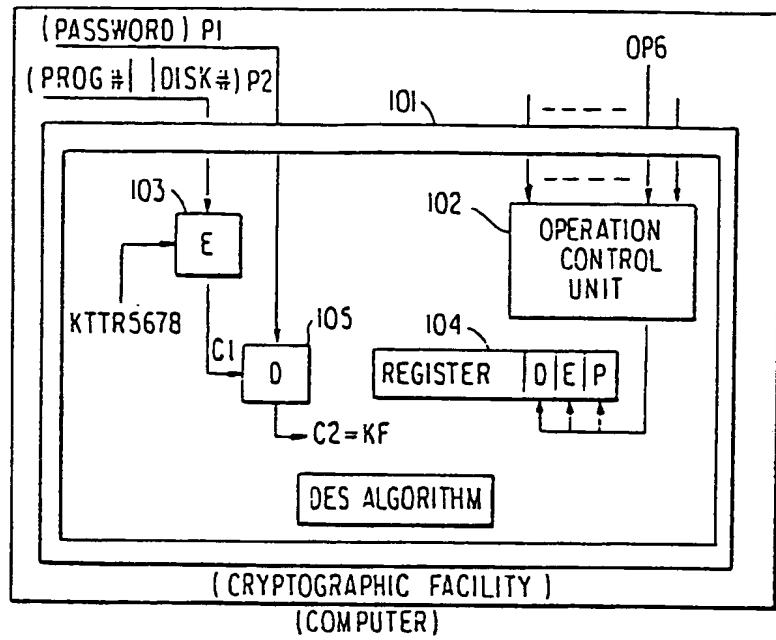 (PASSWORD) P1
(PROG #| |DISK#) P2
OP6
101
103
E
KTTR5678
C1
105
D
C2=KF
102
OPERATION
CONTROL
UNIT
104
REGISTER |D|E|P
DES ALGORITHM
(CRYPTOGRAPHIC FACILITY)
(COMPUTER)